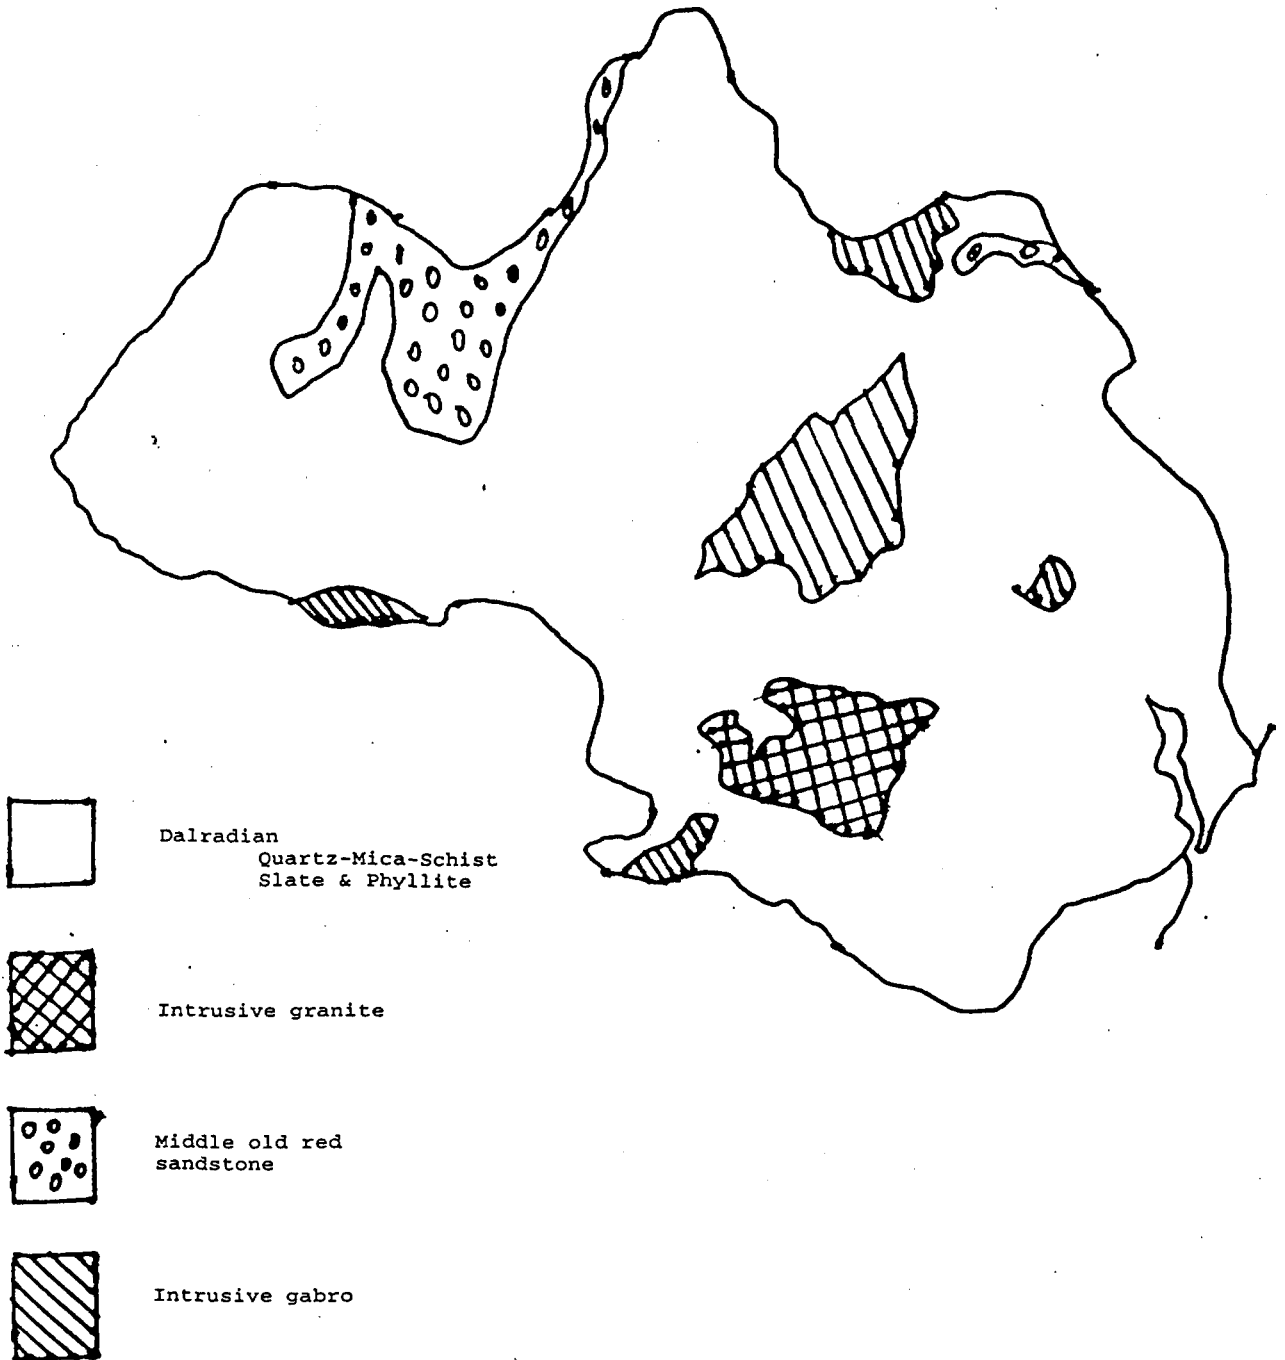 Dalradian
Quartz-Mica-Schist
Slate & Phyllite
Intrusive granite
Middle old red
sandstone
Intrusive gabro